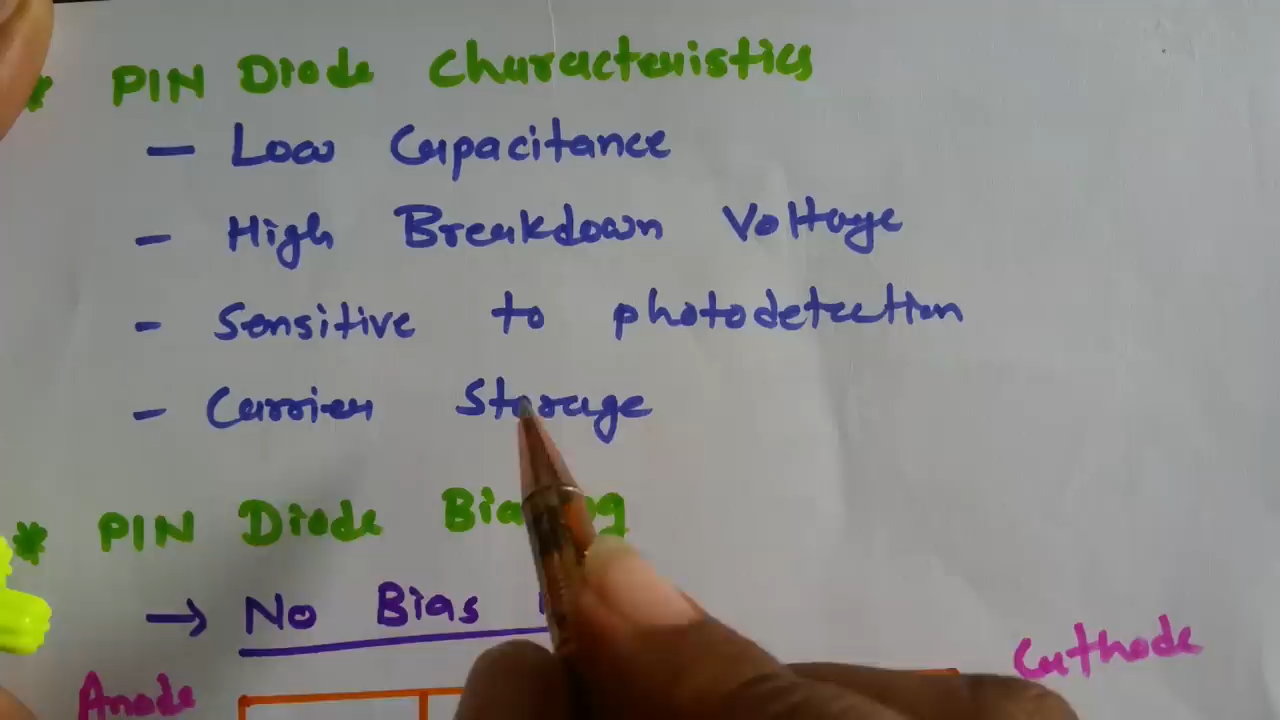 * PIN Diode Characteristics
- Low Capacitance
- High Breakdown Voltage
- Sensitive to photodetection
- Carrier Storage
* PIN Diode Biasing
→ No Bias
Cathode
Anode